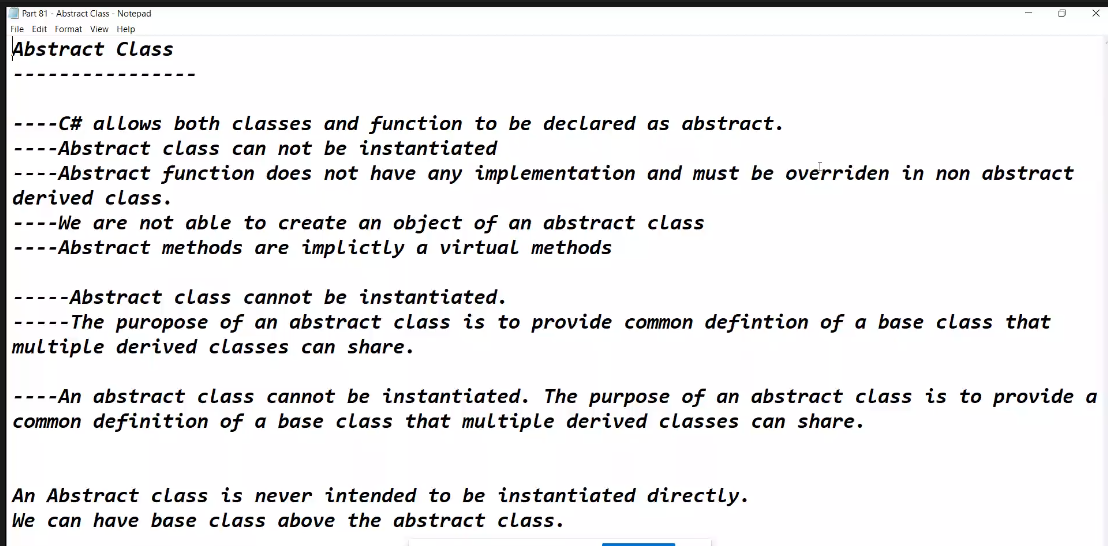 Part 81 - Abstract Class - Notepad
File Edit Format View Help
Abstract Class
----------------
----C# allows both classes and function to be declared as abstract.
----Abstract class can not be instantiated
----Abstract function does not have any implementation and must be overriden in non abstract
derived class.
----We are not able to create an object of an abstract class
----Abstract methods are implictly a virtual methods
-----Abstract class cannot be instantiated.
-----The puropose of an abstract class is to provide common defintion of a base class that
multiple derived classes can share.
----An abstract class cannot be instantiated. The purpose of an abstract class is to provide a
common definition of a base class that multiple derived classes can share.
An Abstract class is never intended to be instantiated directly.
We can have base class above the abstract class.